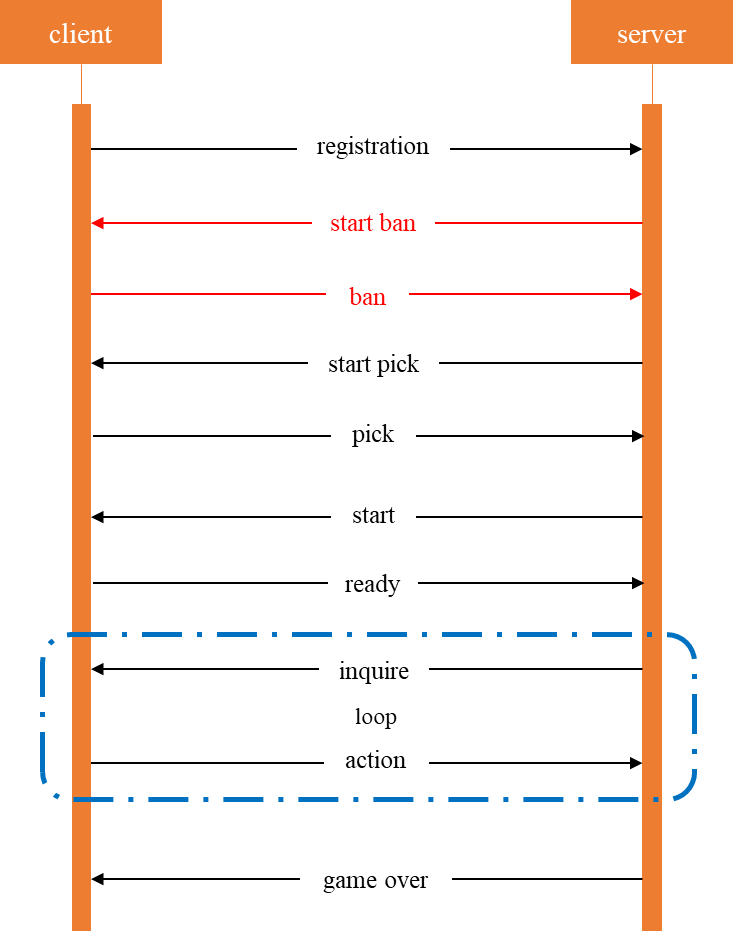 client
server
registration
start ban
ban
start pick
pick
start
ready
inquire
loop
action
game over